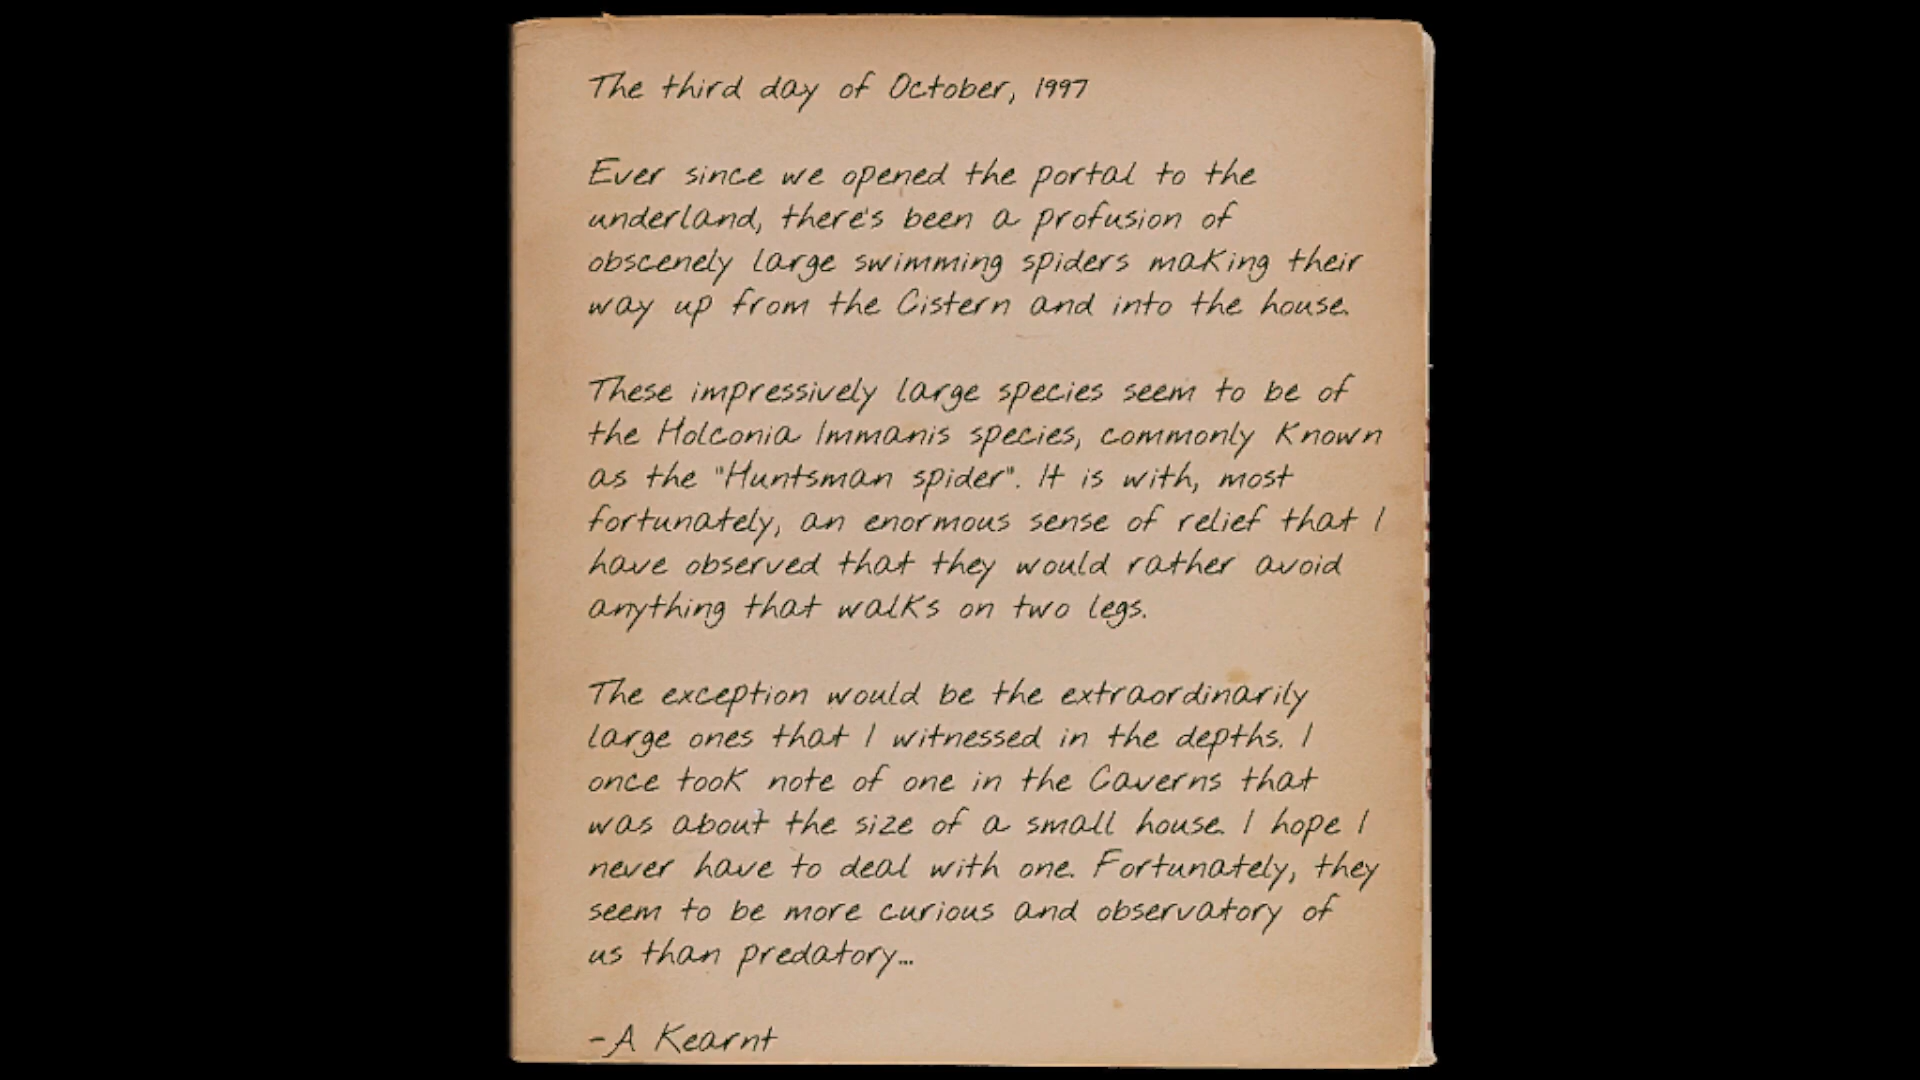 The third day of October, 1997
Ever since we opened the portal to the
underland, there's been a profusion of
obscenely large swimming spiders making their
way up from the Cistern and into the house.
These impressively large species seem to be of
the Holconia Immanis species, commonly known
as the "Huntsman spider". It is with, most
fortunately, an enormous sense of relief that I
have observed that they would rather avoid
anything that walks on two legs.
The exception would be the extraordinarily
large ones that I witnessed in the depths. I
once took note of one in the Caverns that
was about the size of a small house. I hope I
never have to deal with one. Fortunately, they
seem to be more curious and observatory of
us than predatory...
-A Kearnt